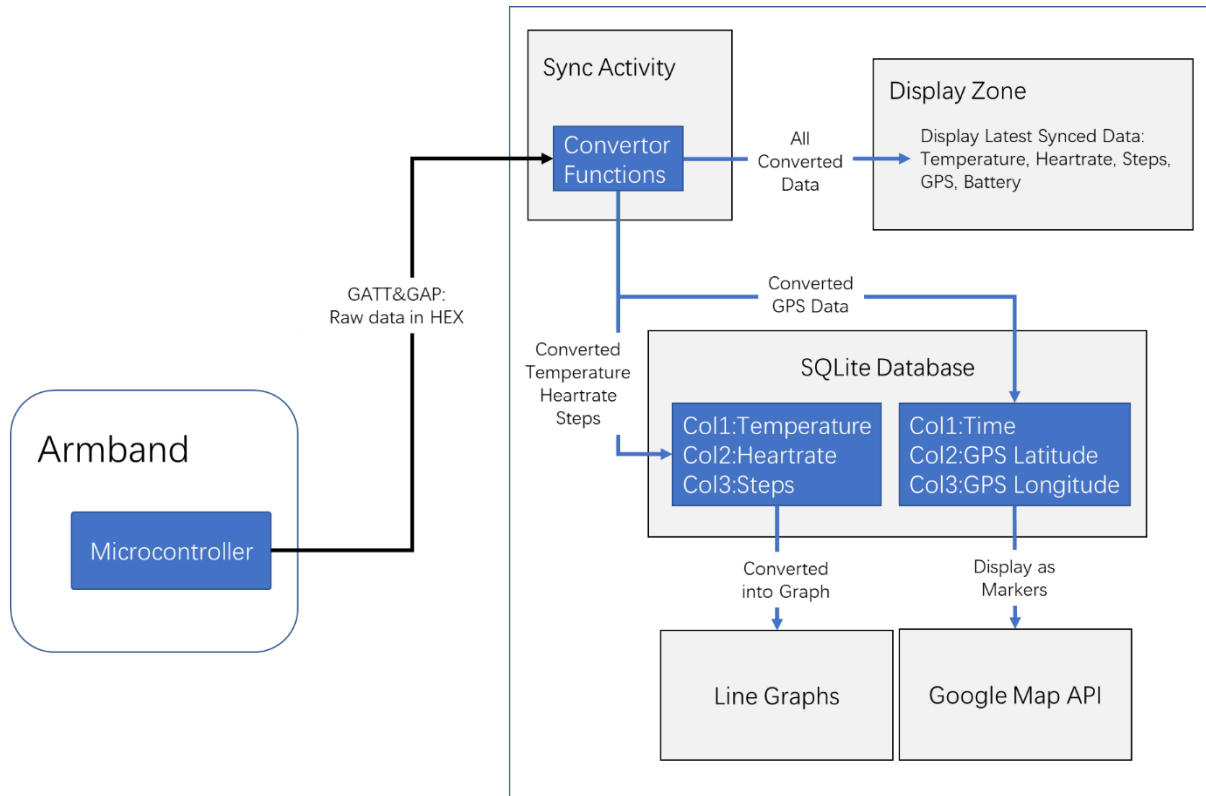 Sync Activity
Convertor
Functions
All
Converted
Data
Display Zone
Display Latest Synced Data:
Temperature, Heartrate, Steps,
GPS, Battery
GATT&GAP:
Raw data in HEX
Converted
GPS Data
Converted
Temperature
Heartrate
Steps
SQLite Database
Col1:Temperature
Col2:Heartrate
Col3:Steps
Col1:Time
Col2:GPS Latitude
Col3:GPS Longitude
Armband
Microcontroller
Converted
into Graph
Display as
Markers
Line Graphs
Google Map API